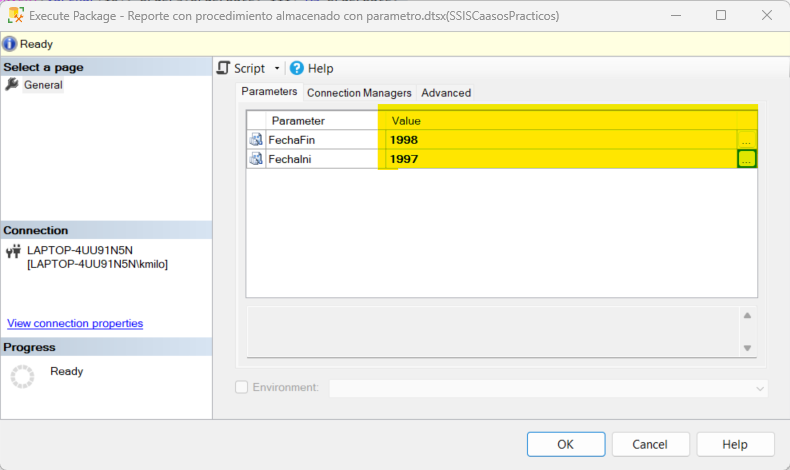 Execute Package - Reporte con procedimiento almacenado con parametro.dtsx(SSISCaasosPracticos)
Ready
Select a page
General
Script
Help
Parameters
Connection Managers
Advanced
Parameter
Value
FechaFin
1998
...
FechaIni
1997
...
Connection
LAPTOP-4UU91N5N
[LAPTOP-4UU91N5N\kmilo]
View connection properties
Progress
Ready
Environment:
OK
Cancel
Help